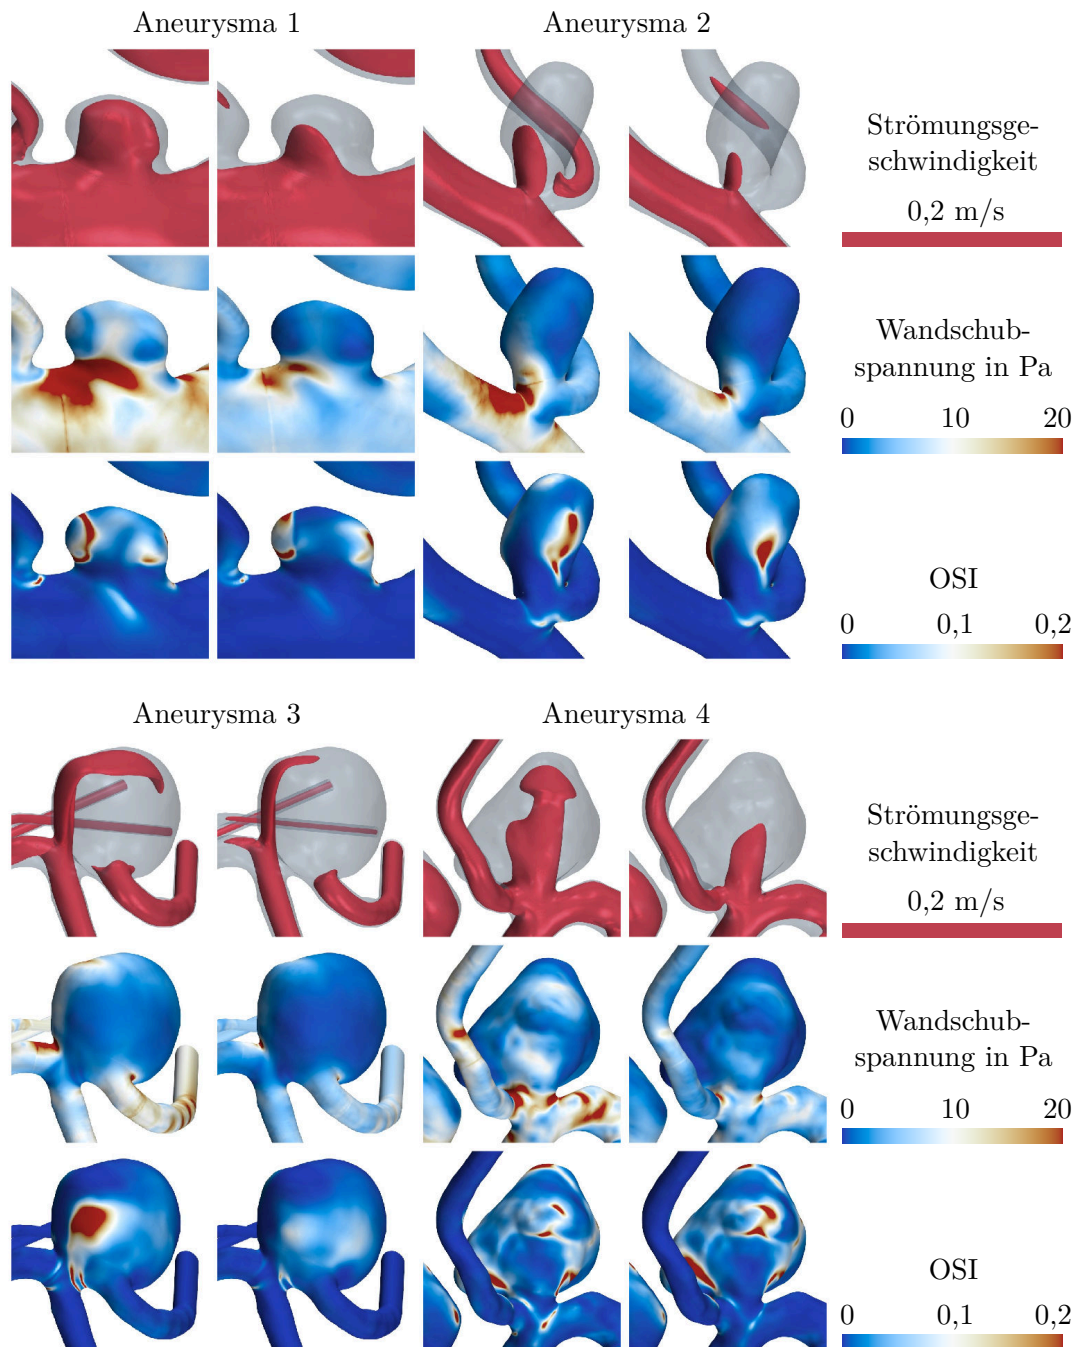 Aneurysma 1
Aneurysma 2
Strömungsge-
schwindigkeit
0,2 m/s
Wandschub-
spannung in Pa
0 10 20
OSI
0 0,1 0,2
Aneurysma 3
Aneurysma 4
Strömungsge-
schwindigkeit
0,2 m/s
Wandschub-
spannung in Pa
0 10 20
OSI
0 0,1 0,2